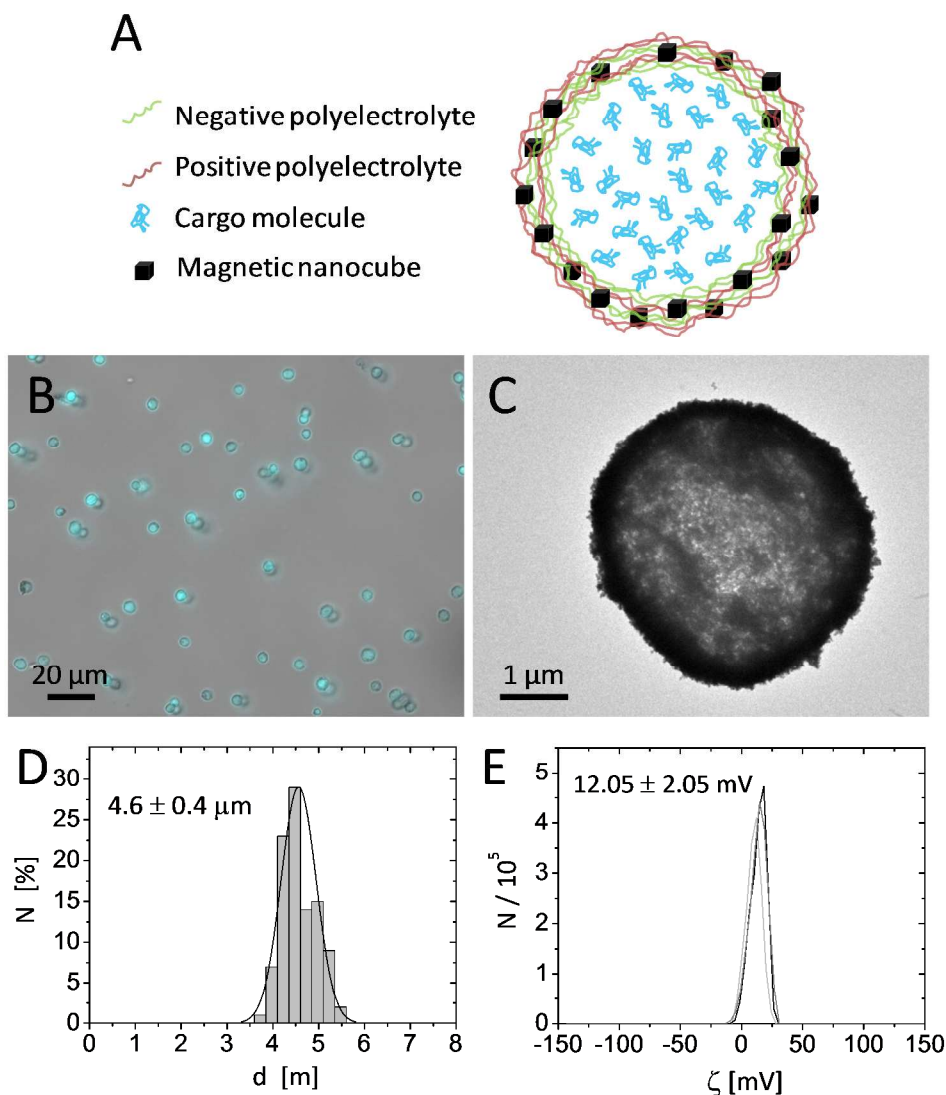 A
Negative polyelectrolyte
Positive polyelectrolyte
Cargo molecule
Magnetic nanocube
B
20 µm
C
1 µm
D
4.6 ± 0.4 µm
N [%]
30
25
20
15
10
5
0
0 1 2 3 4 5 6 7 8
d [m]
E
12.05 ± 2.05 mV
N / 10⁵
5
4
3
2
1
0
-150 -100 -50 0 50 100 150
ζ [mV]